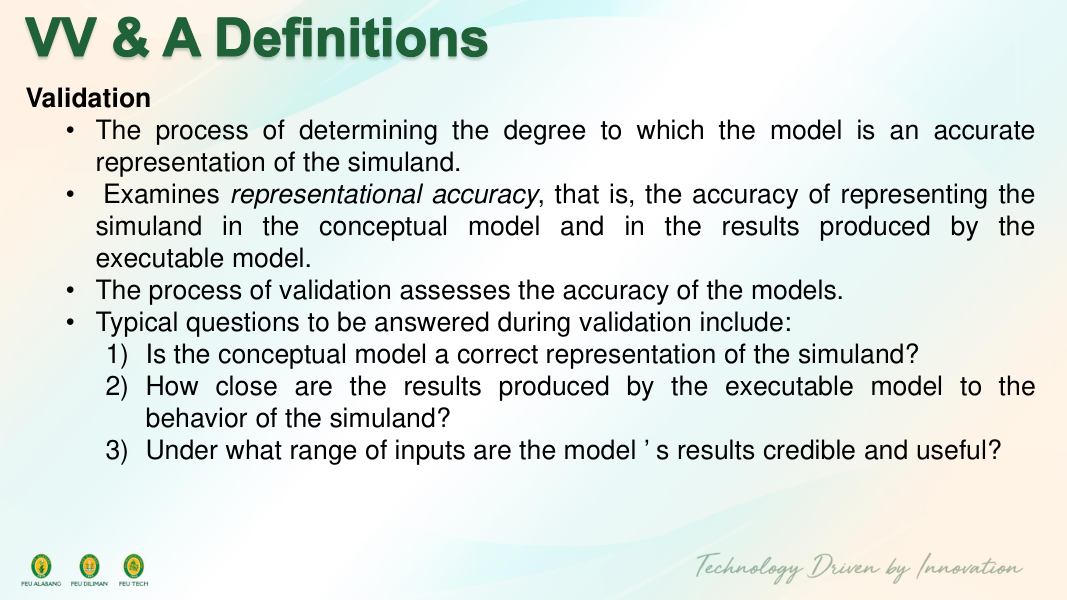 VV & A Definitions
Validation
• The process of determining the degree to which the model is an accurate
representation of the simuland.
• Examines representational accuracy, that is, the accuracy of representing the
simuland in the conceptual model and in the results produced by the
executable model.
• The process of validation assesses the accuracy of the models.
• Typical questions to be answered during validation include:
1) Is the conceptual model a correct representation of the simuland?
2) How close are the results produced by the executable model to the
behavior of the simuland?
3) Under what range of inputs are the model ’ s results credible and useful?
FEU ALABANG FEU DILIMAN FEU TECH
Technology Driven by Innovation